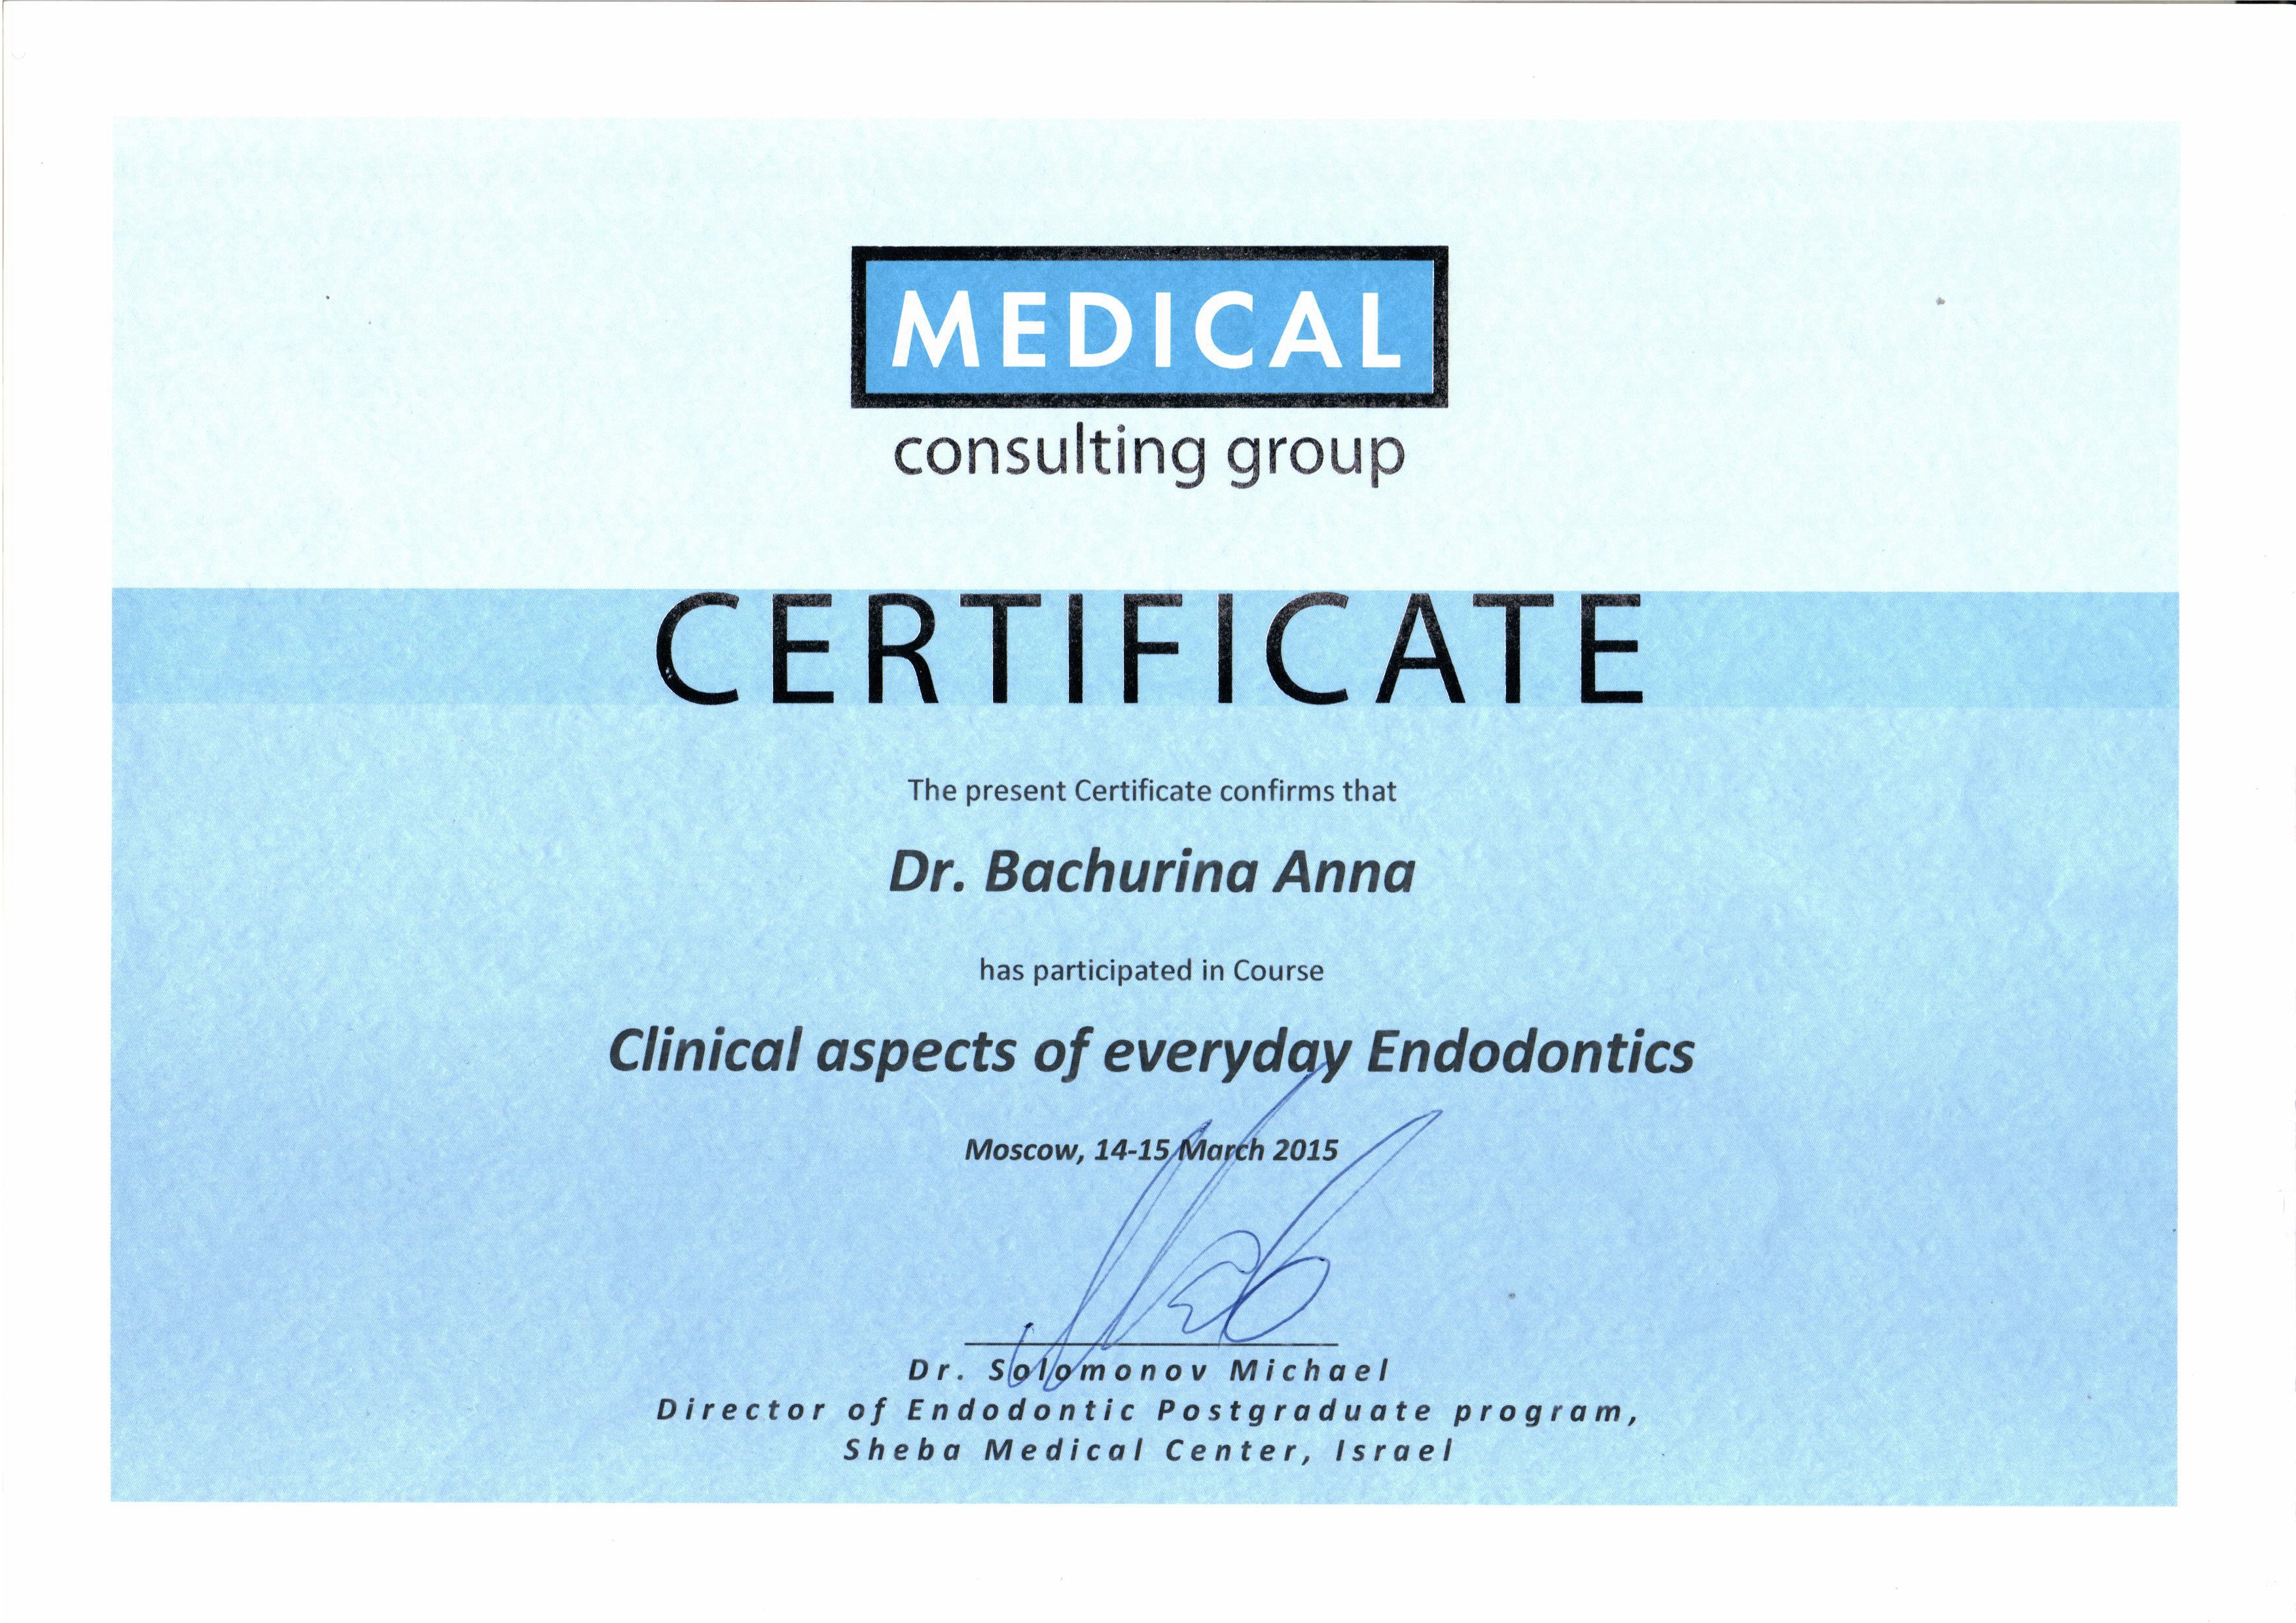 MEDICAL
consulting group
CERTIFICATE
The present Certificate confirms that
Dr. Bachurina Anna
has participated in Course
Clinical aspects of everyday Endodontics
Moscow, 14-15 March 2015
Dr. Solomonov Michael
Director of Endodontic Postgraduate program,
Sheba Medical Center, Israel